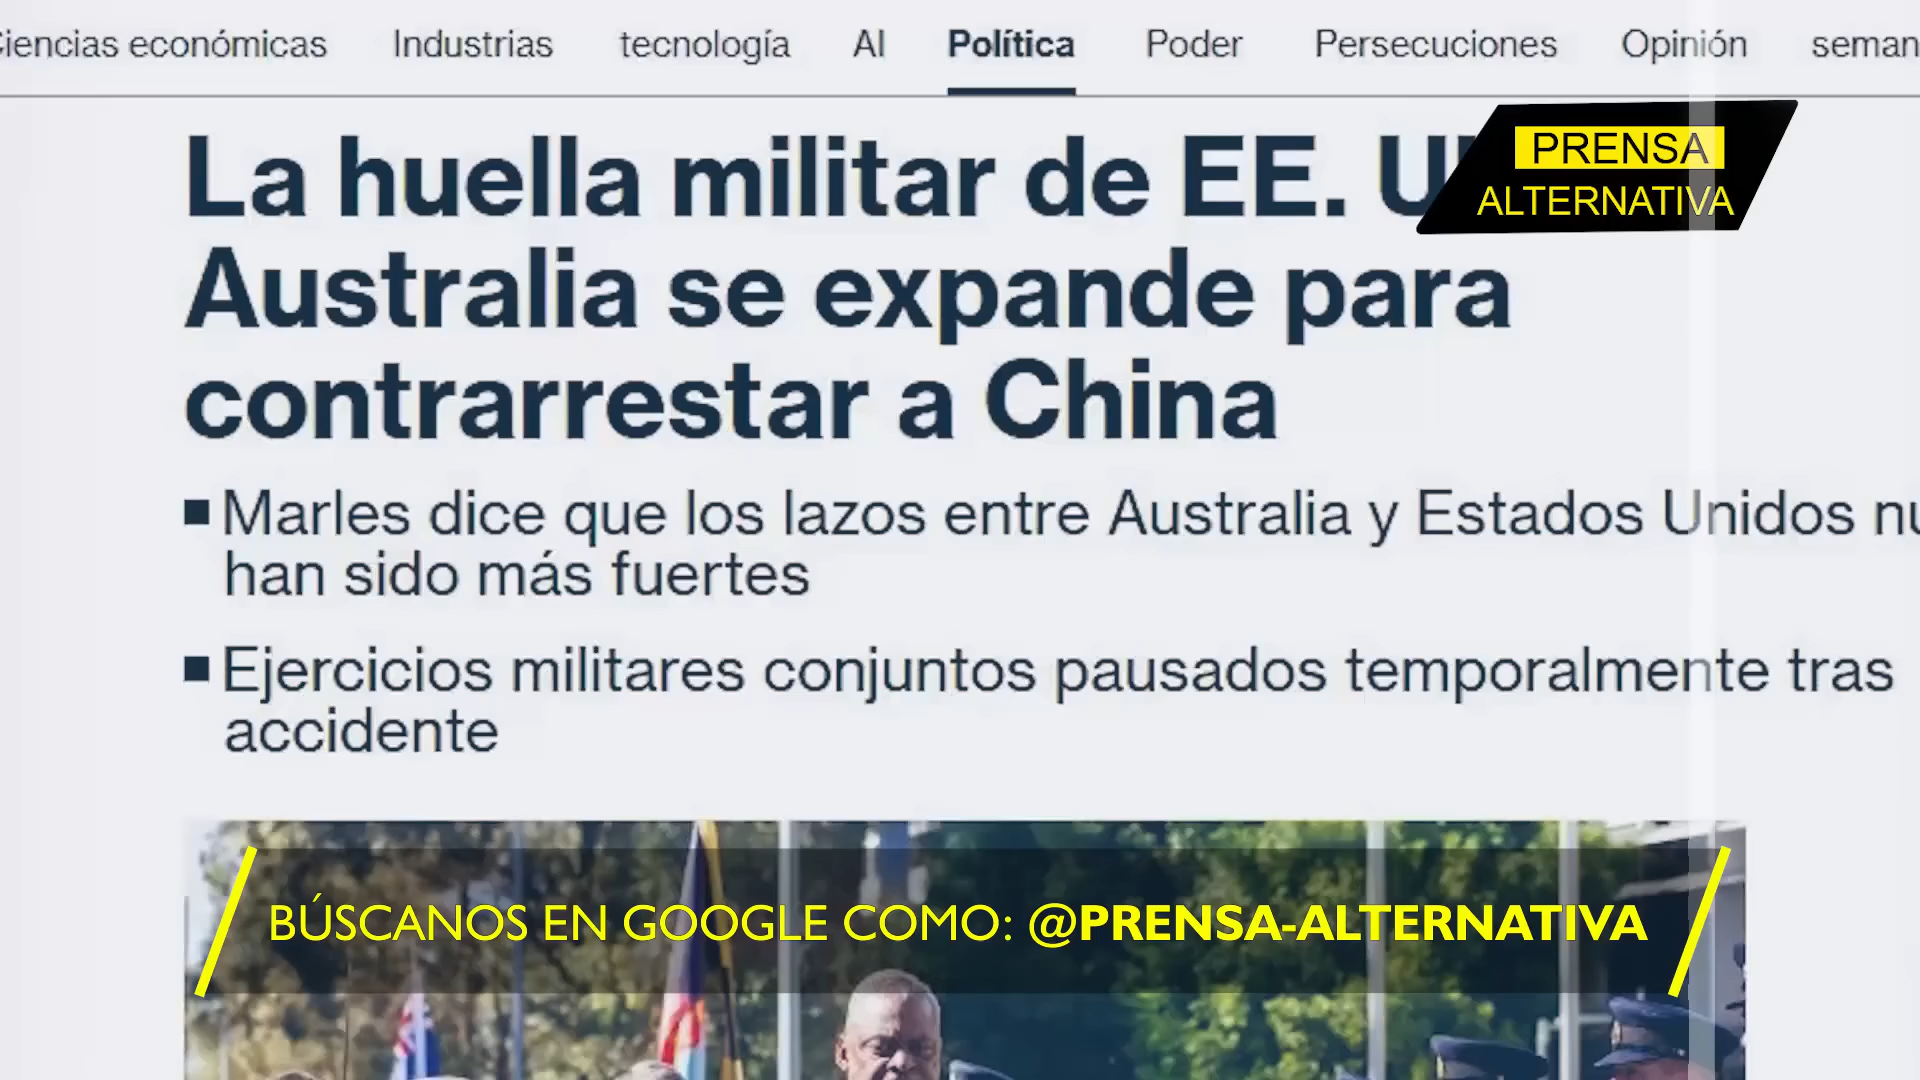 Ciencias económicas Industrias tecnología AI Política Poder Persecuciones Opinión
PRENSA
ALTERNATIVA
La huella militar de EE.
Australia se expande para
contrarrestar a China
■ Marles dice que los lazos entre Australia y Estados Unidos
han sido más fuertes
■ Ejercicios militares conjuntos pausados temporalmente tras
accidente
BÚSCANOS EN GOOGLE COMO: @PRENSA-ALTERNATIVA